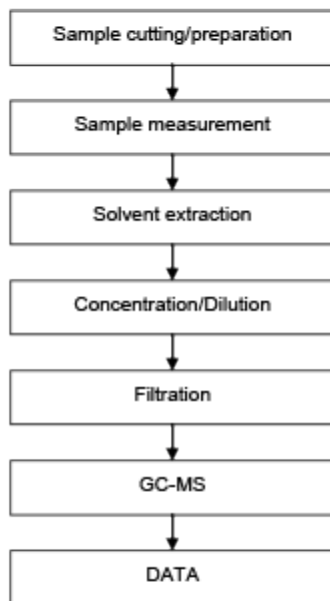 Sample cutting/preparation
Sample measurement
Solvent extraction
Concentration/Dilution
Filtration
GC-MS
DATA